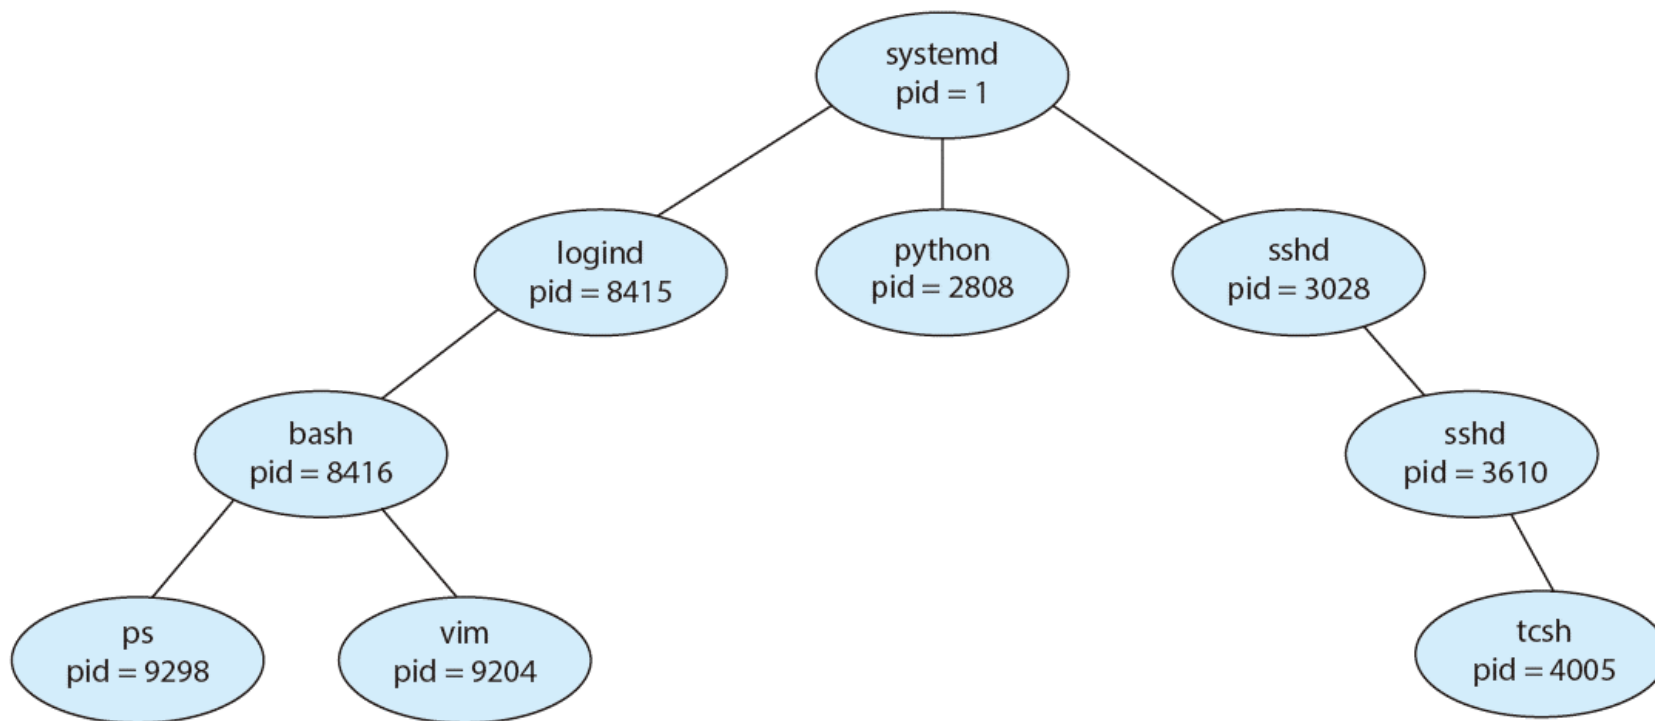 systemd
pid = 1
logind
pid = 8415
python
pid = 2808
sshd
pid = 3028
bash
pid = 8416
sshd
pid = 3610
ps
pid = 9298
vim
pid = 9204
tcsh
pid = 4005